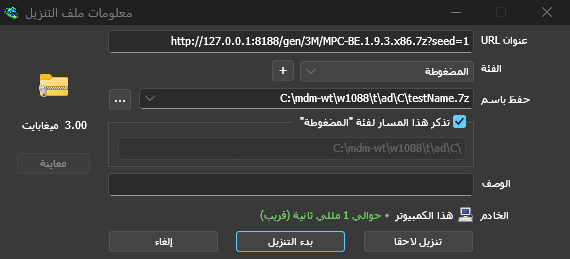 معلومات ملف التنزيل
عنوان URL
http://127.0.0.1:8188/gen/3M/MPC-BE.1.9.3.x86.7z?seed=1
الفئة
المضغوطة
+
حفظ باسم
C:\mdm-wt\w1088\t\ad\C\testName.7z
...
تذكر هذا المسار لفئة "المضغوطة"
C:\mdm-wt\w1088\t\ad\C\
3.00 ميغابايت
معاينة
الوصف
الخادم
هذا الكمبيوتر • حوالي 1 مللي ثانية (قريب)
تنزيل لاحقا
بدء التنزيل
إلغاء